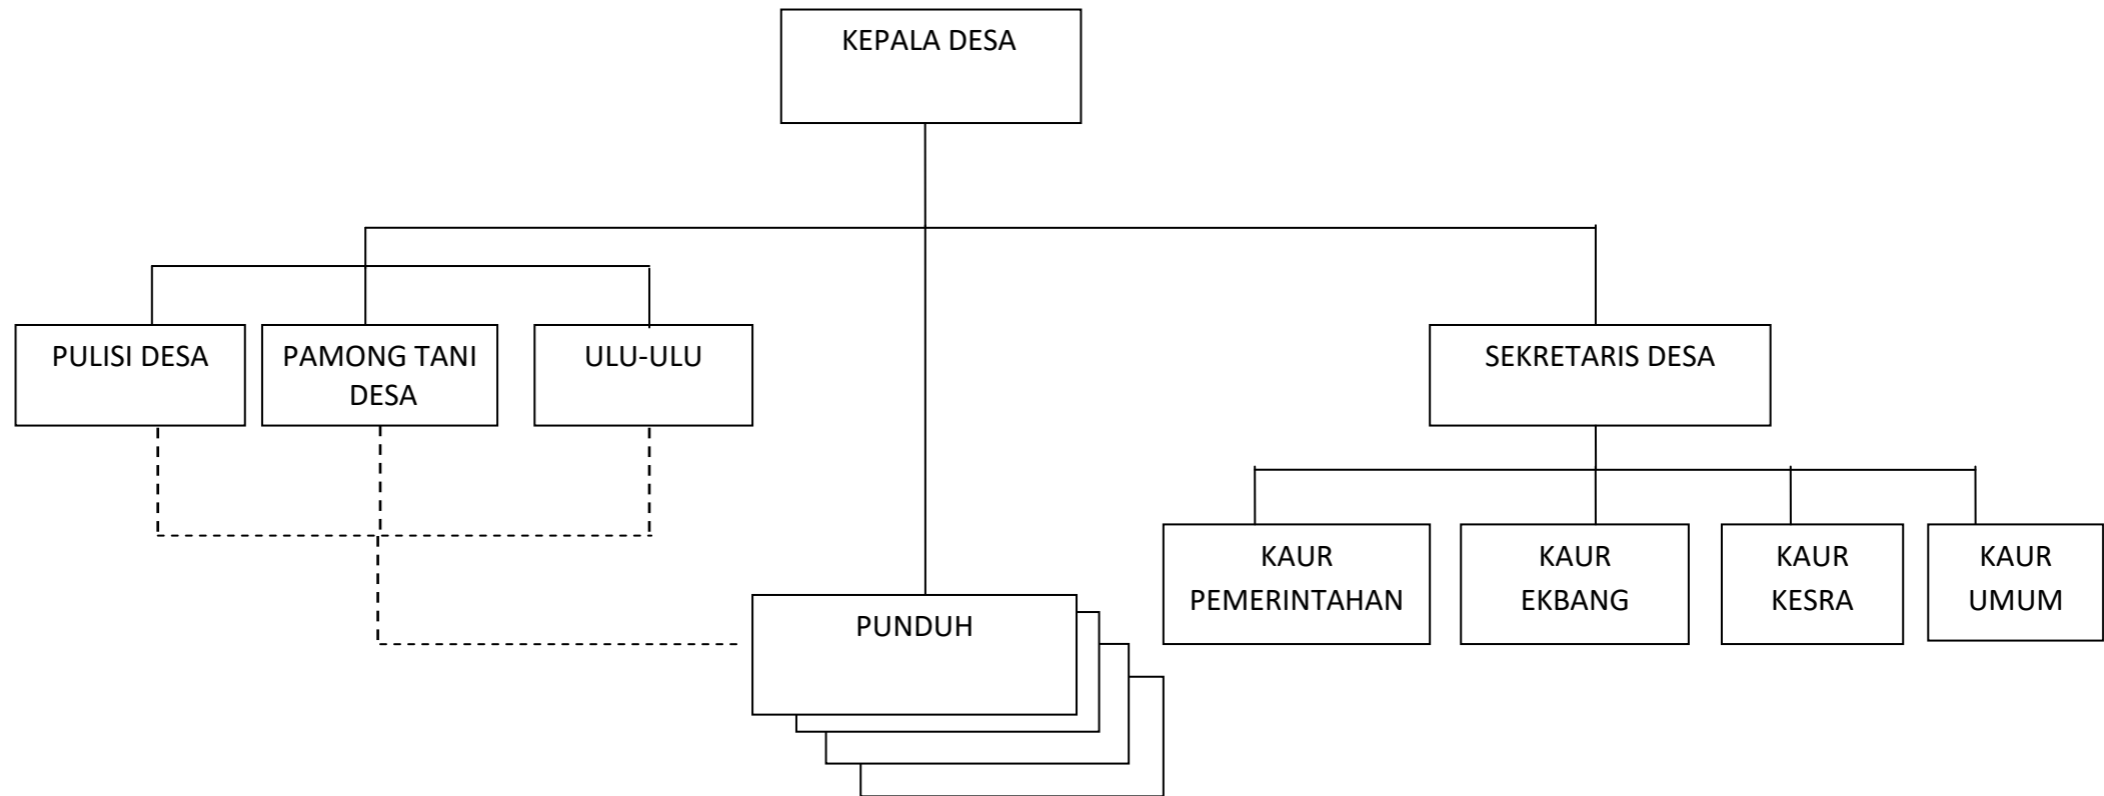 KEPALA DESA
PULISI DESA
PAMONG TANI
DESA
ULU-ULU
SEKRETARIS DESA
KAUR
PEMERINTAHAN
KAUR
EKBANG
KAUR
KESRA
KAUR
UMUM
PUNDUH